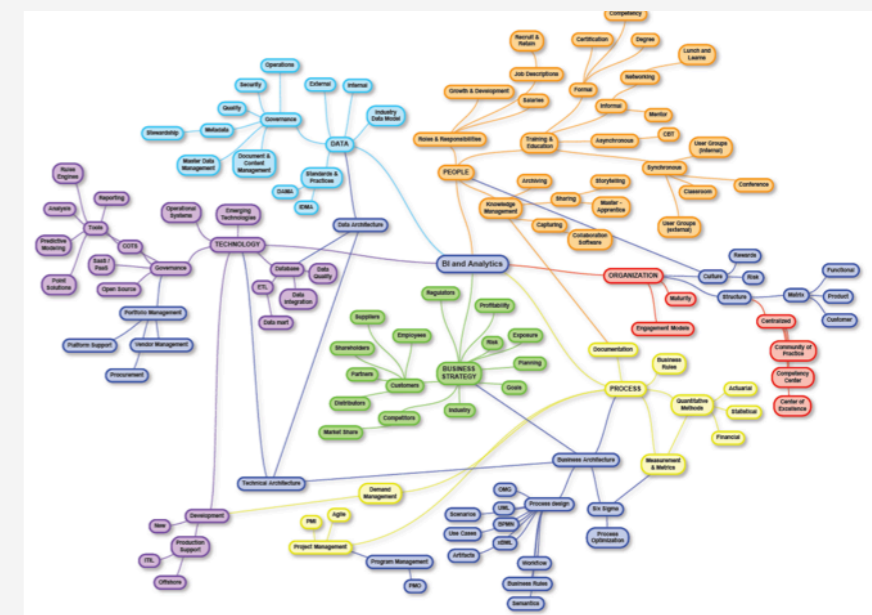 Competency
Recruit &
Retain
Certification
Degree
Lunch and
Learns
Job Descriptions
Networking
Growth & Development
Salaries
Formal
Informal
Mentor
Roles & Responsibilities
Training &
Education
Asynchronous
CBT
User Groups
(internal)
PEOPLE
Synchronous
Conference
Classroom
Archiving
Storytelling
Sharing
Knowledge
Management
Master -
Apprentice
Capturing
Collaboration
Software
User Groups
(external)
Operations
Security
External
Internal
Quality
Governance
Industry
Data Model
Stewardship
Metadata
DATA
Master Data
Management
Document &
Content
Management
Standards &
Practices
DAMA
Data Architecture
Rules
Engines
Reporting
Analysis
Operational
Systems
Emerging
Technologies
Tools
Predictive
Modeling
COTS
TECHNOLOGY
SaaS /
PaaS
Governance
Database
Data
Quality
Point
Solutions
Open Source
ETL
Data
Integration
Data mart
Portfolio Management
Platform Support
Vendor Management
Procurement
BI and Analytics
ORGANIZATION
Culture
Rewards
Risk
Structure
Matrix
Functional
Product
Customer
Maturity
Engagement Models
Centralized
Community of
Practice
Competency
Center
Center of
Excellence
Regulators
Profitability
Suppliers
Employees
Exposure
Risk
Shareholders
Planning
Partners
BUSINESS
STRATEGY
Customers
Goals
Distributors
Industry
Competitors
Market Share
Documentation
Business
Rules
PROCESS
Quantitative
Methods
Actuarial
Statistical
Financial
Measurement
& Metrics
Business Architecture
Technical Architecture
Demand
Management
Six Sigma
Process
Optimization
OMG
Process design
UML
Scenarios
BPMN
Use Cases
Artifacts
Workflow
Business Rules
Semantics
Development
New
Production
Support
ITIL
Offshore
PMI
Agile
Project Management
Program Management
PMO